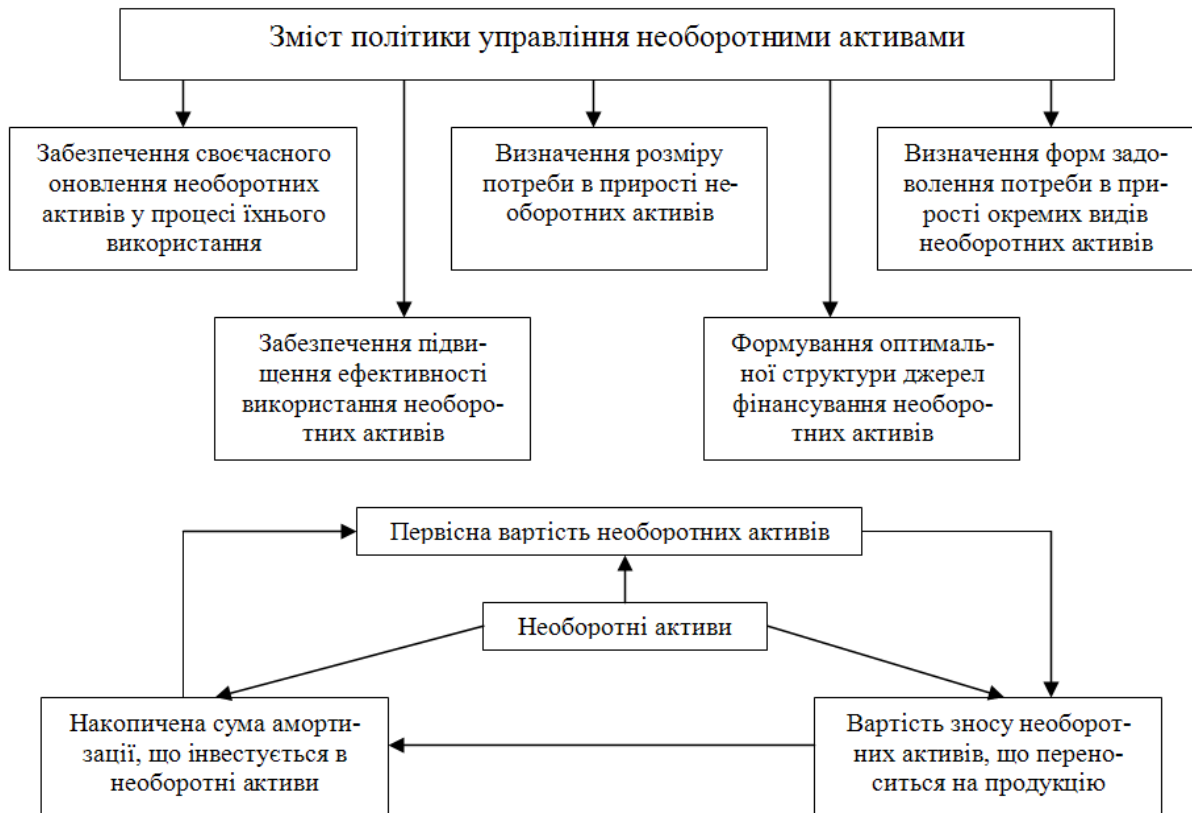 Зміст політики управління необоротними активами
Забезпечення своєчасного
оновлення необоротних
активів у процесі їхнього
використання
Визначення розміру
потреби в прирості не-
оборотних активів
Визначення форм задо-
волення потреби в при-
рості окремих видів
необоротних активів
Забезпечення підви-
щення ефективності
використання необоро-
тних активів
Формування оптималь-
ної структури джерел
фінансування необоро-
тних активів
Первісна вартість необоротних активів
Необоротні активи
Накопичена сума аморти-
зації, що інвестується в
необоротні активи
Вартість зносу необорот-
них активів, що перено-
ситься на продукцію